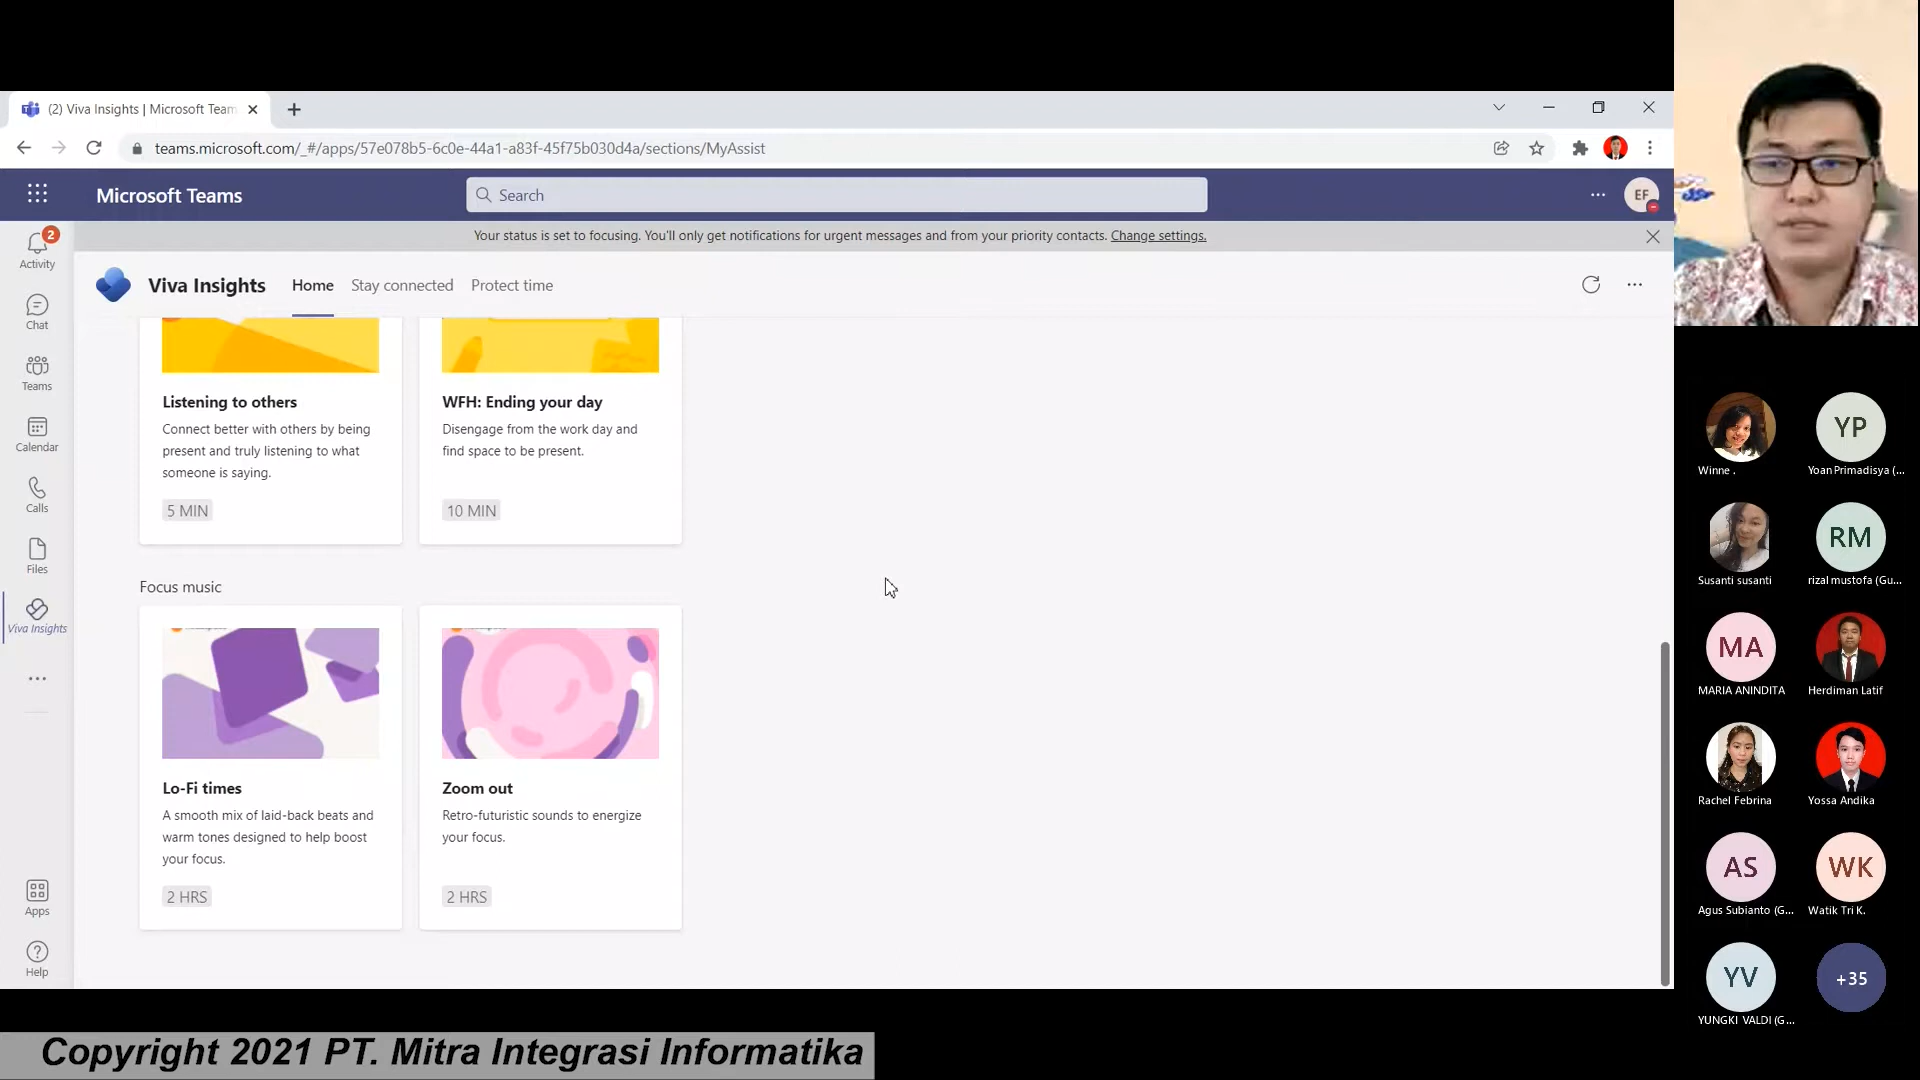 (2) Viva Insights | Microsoft Team
teams.microsoft.com/_#/apps/57e078b5-6c0e-44a1-a83f-45f75b030d4a/sections/MyAssist
Microsoft Teams
Search
EF
Your status is set to focusing. You'll only get notifications for urgent messages and from your priority contacts. Change settings.
2
Activity
Chat
Teams
Calendar
Calls
Files
Viva Insights
Apps
Help
Viva Insights
Home
Stay connected
Protect time
Listening to others
Connect better with others by being
present and truly listening to what
someone is saying.
5 MIN
WFH: Ending your day
Disengage from the work day and
find space to be present.
10 MIN
Focus music
Lo-Fi times
A smooth mix of laid-back beats and
warm tones designed to help boost
your focus.
2 HRS
Zoom out
Retro-futuristic sounds to energize
your focus.
2 HRS
Winne .
YP
Yoan Primadisya (...
Susanti susanti
RM
rizal mustofa (Gu...
MA
MARIA ANINDITA
Herdiman Latif
Rachel Febrina
Yossa Andika
AS
Agus Subianto (G...
WK
Watik Tri K.
YV
YUNGKI VALDI (G...
+35
Copyright 2021 PT. Mitra Integrasi Informatika